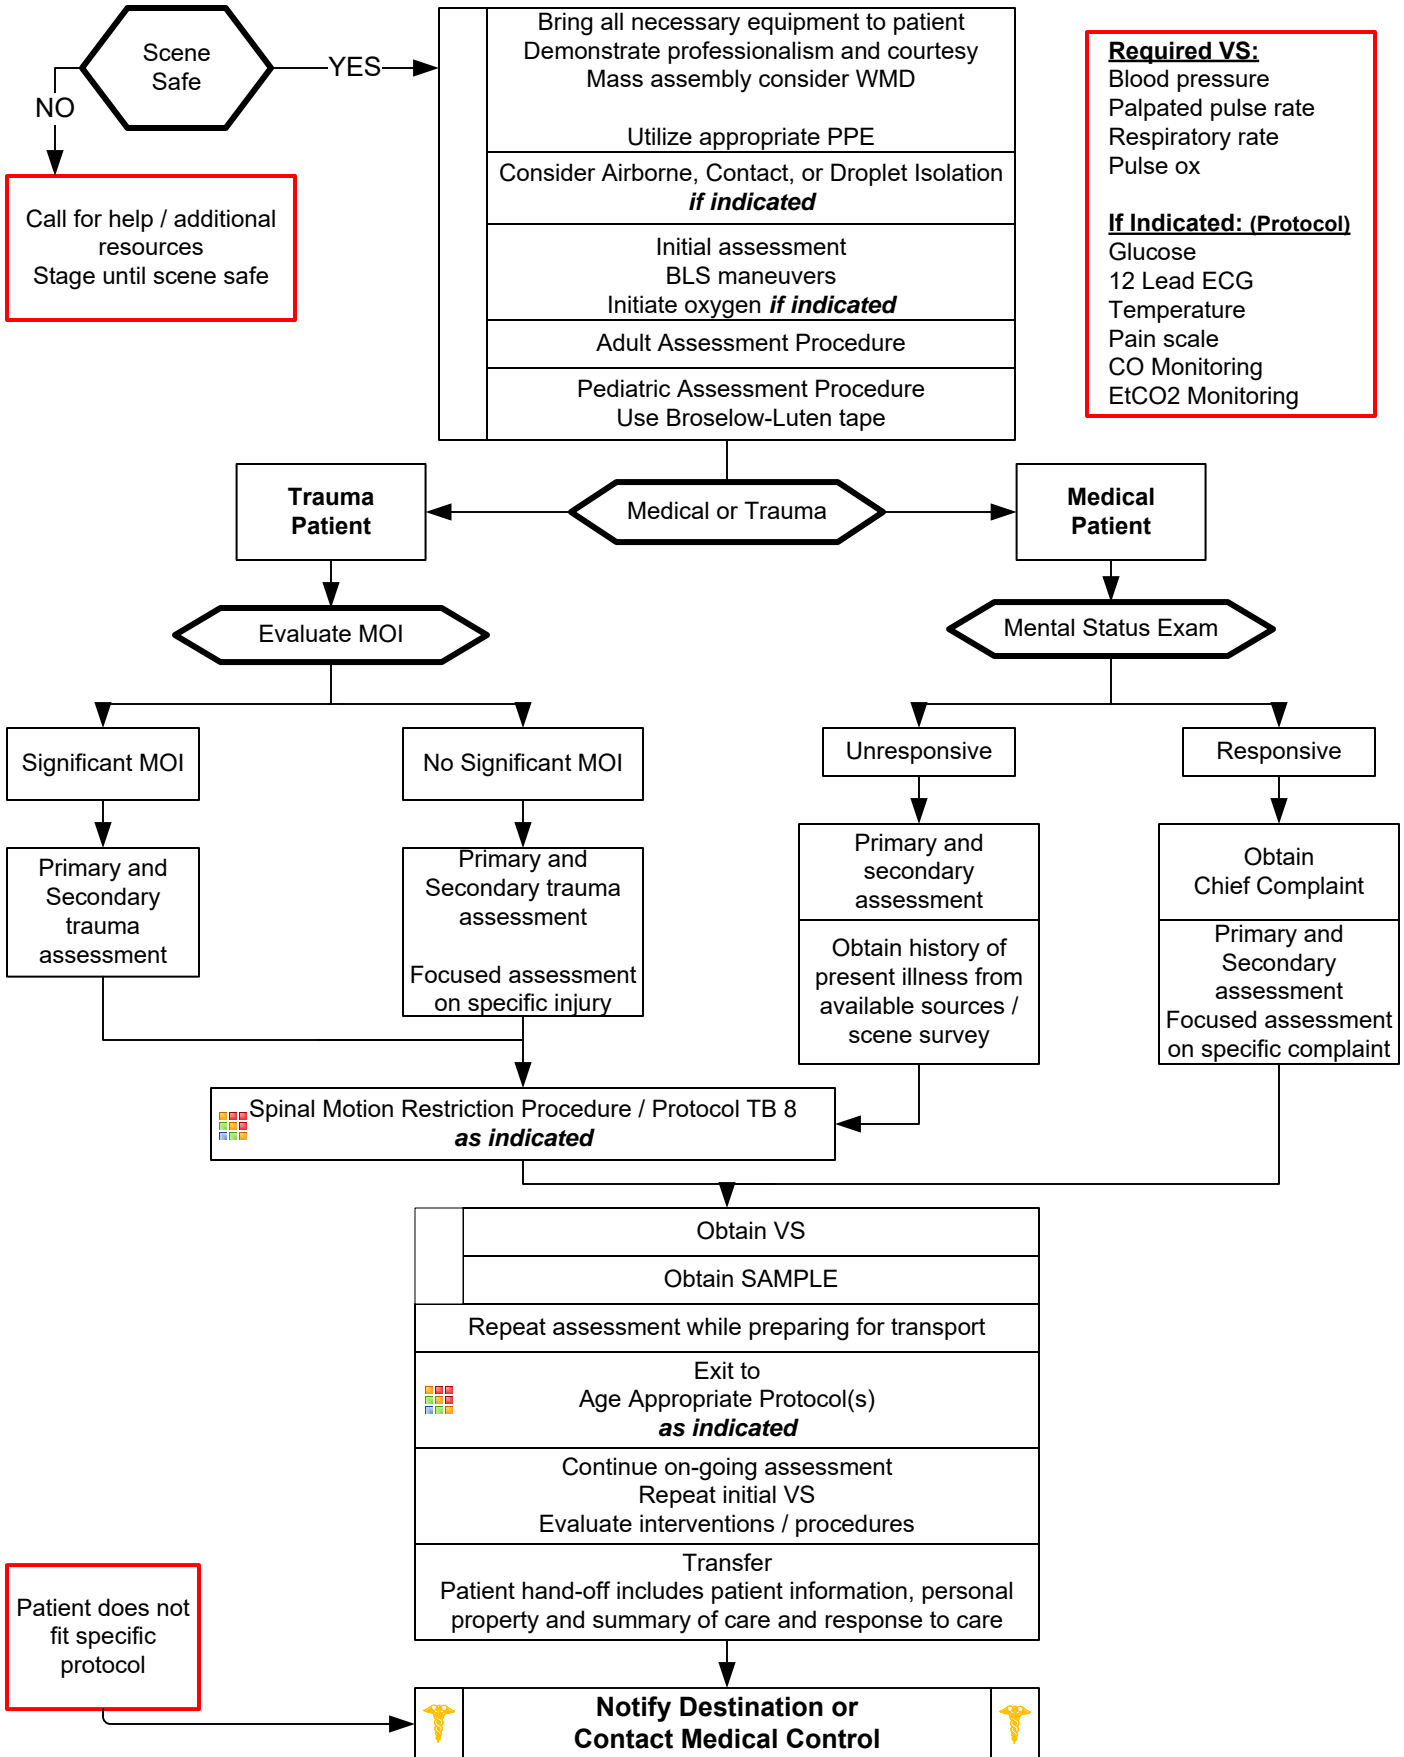 Scene
Safe
YES
NO
Call for help / additional
resources
Stage until scene safe
Bring all necessary equipment to patient
Demonstrate professionalism and courtesy
Mass assembly consider WMD
Utilize appropriate PPE
Consider Airborne, Contact, or Droplet Isolation
if indicated
Initial assessment
BLS maneuvers
Initiate oxygen if indicated
Adult Assessment Procedure
Pediatric Assessment Procedure
Use Broselow-Luten tape
Required VS:
Blood pressure
Palpated pulse rate
Respiratory rate
Pulse ox
If Indicated: (Protocol)
Glucose
12 Lead ECG
Temperature
Pain scale
CO Monitoring
EtCO2 Monitoring
Trauma
Patient
Medical or Trauma
Medical
Patient
Evaluate MOI
Mental Status Exam
Significant MOI
No Significant MOI
Unresponsive
Responsive
Primary and
Secondary
trauma
assessment
Primary and
Secondary trauma
assessment
Focused assessment
on specific injury
Primary and
secondary
assessment
Obtain history of
present illness from
available sources /
scene survey
Obtain
Chief Complaint
Primary and
Secondary
assessment
Focused assessment
on specific complaint
Spinal Motion Restriction Procedure / Protocol TB 8
as indicated
Obtain VS
Obtain SAMPLE
Repeat assessment while preparing for transport
Exit to
Age Appropriate Protocol(s)
as indicated
Continue on-going assessment
Repeat initial VS
Evaluate interventions / procedures
Transfer
Patient hand-off includes patient information, personal
property and summary of care and response to care
Patient does not
fit specific
protocol
Notify Destination or
Contact Medical Control